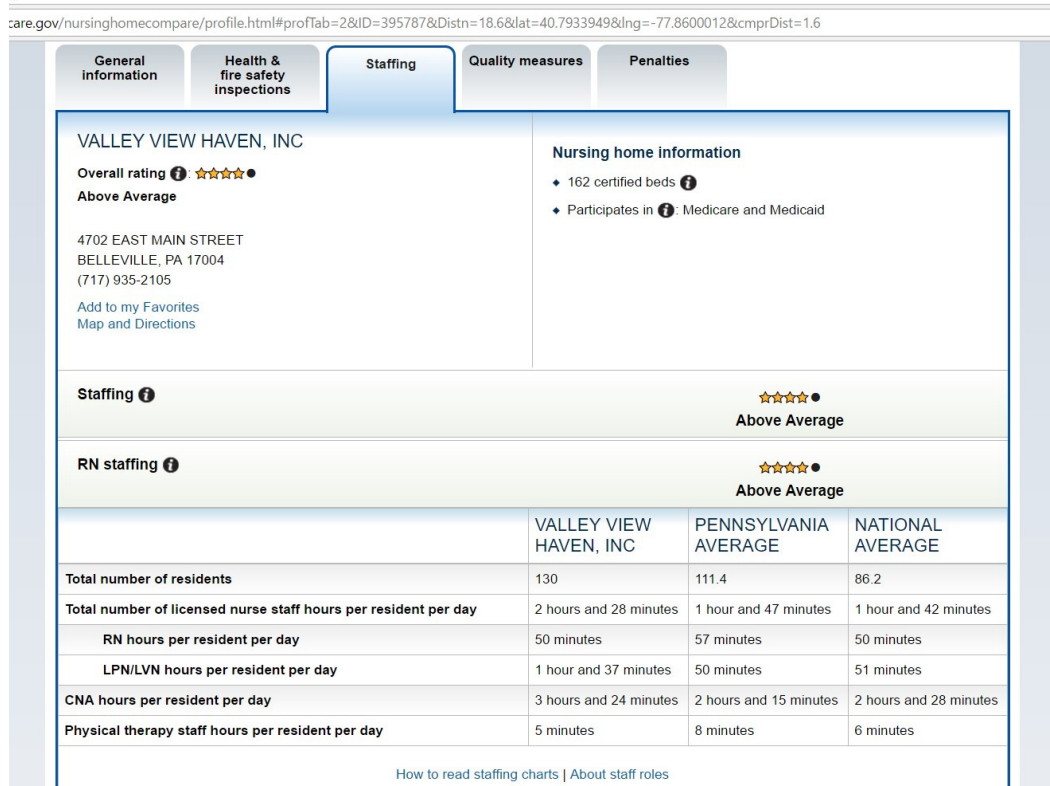 care.gov/nursinghomecompare/profile.html#profTab=2&ID=395787&Distn=18.6&lat=40.7933949&lng=-77.8600012&cmprDist=1.6
General information
Health & fire safety inspections
Staffing
Quality measures
Penalties
VALLEY VIEW HAVEN, INC
Overall rating i:
Above Average
4702 EAST MAIN STREET
BELLEVILLE, PA 17004
(717) 935-2105
Add to my Favorites
Map and Directions
Nursing home information
162 certified beds i
Participates in i: Medicare and Medicaid
Staffing i
Above Average
RN staffing i
Above Average
VALLEY VIEW HAVEN, INC PENNSYLVANIA AVERAGE NATIONAL AVERAGE
Total number of residents 130 111.4 86.2
Total number of licensed nurse staff hours per resident per day 2 hours and 28 minutes 1 hour and 47 minutes 1 hour and 42 minutes
RN hours per resident per day 50 minutes 57 minutes 50 minutes
LPN/LVN hours per resident per day 1 hour and 37 minutes 50 minutes 51 minutes
CNA hours per resident per day 3 hours and 24 minutes 2 hours and 15 minutes 2 hours and 28 minutes
Physical therapy staff hours per resident per day 5 minutes 8 minutes 6 minutes
How to read staffing charts | About staff roles